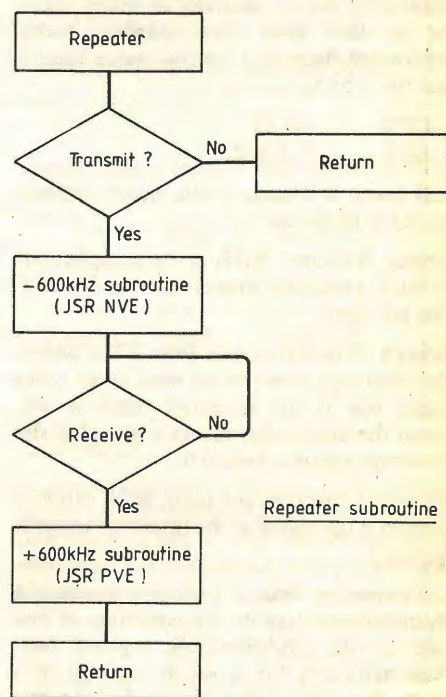 Repeater
Transmit ?
No
Return
Yes
−600kHz subroutine
(JSR NVE)
Receive?
No
Yes
Repeater subroutine
+600kHz subroutine
(JSR PVE)
Return